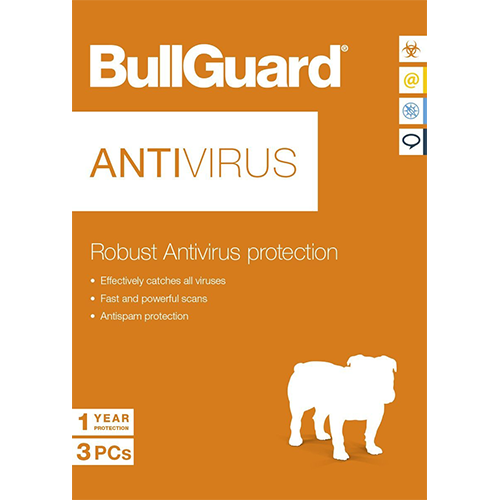 BullGuard®
ANTIVIRUS
Robust Antivirus protection
• Effectively catches all viruses
• Fast and powerful scans
• Antispam protection
1 YEAR
PROTECTION
3 PCs
@